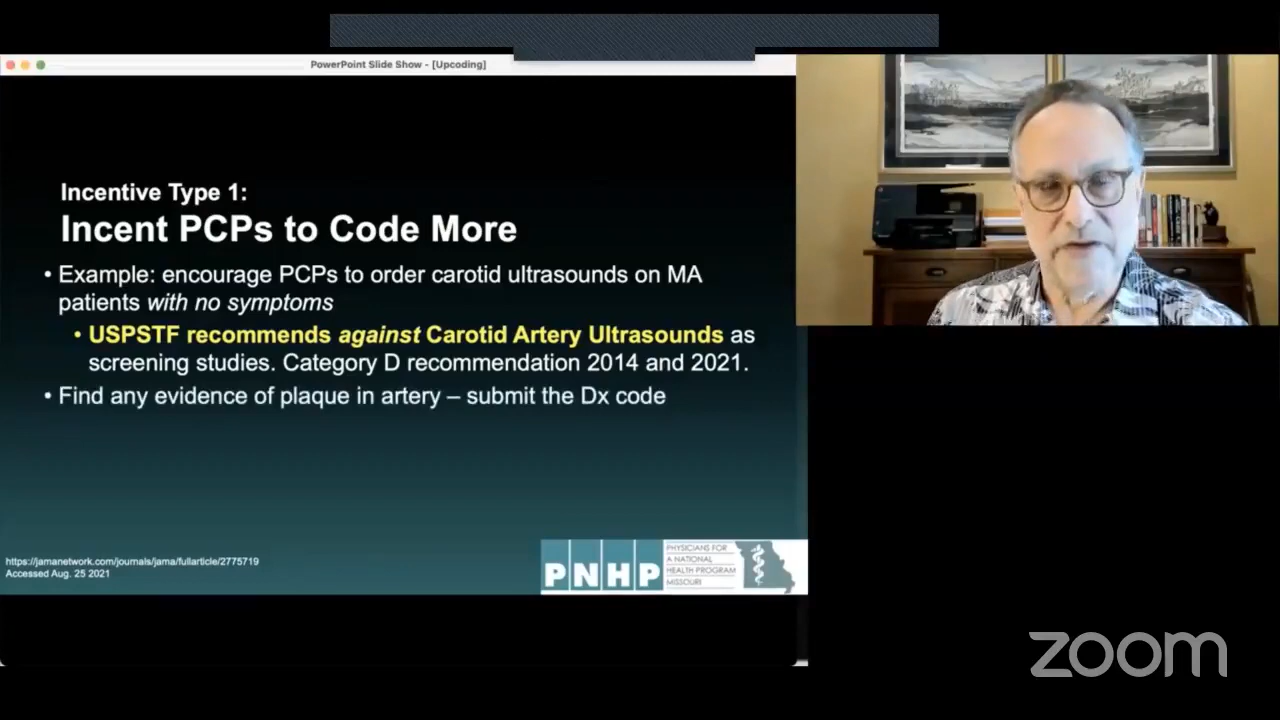 PowerPoint Slide Show - [Upcoding]
Incentive Type 1:
Incent PCPs to Code More
• Example: encourage PCPs to order carotid ultrasounds on MA
patients with no symptoms
• USPSTF recommends against Carotid Artery Ultrasounds as
screening studies. Category D recommendation 2014 and 2021.
• Find any evidence of plaque in artery – submit the Dx code
https://jamanetwork.com/journals/jama/fullarticle/2775719
Accessed Aug. 25 2021
PNHP
PHYSICIANS FOR
A NATIONAL
HEALTH PROGRAM
MISSOURI
zoom